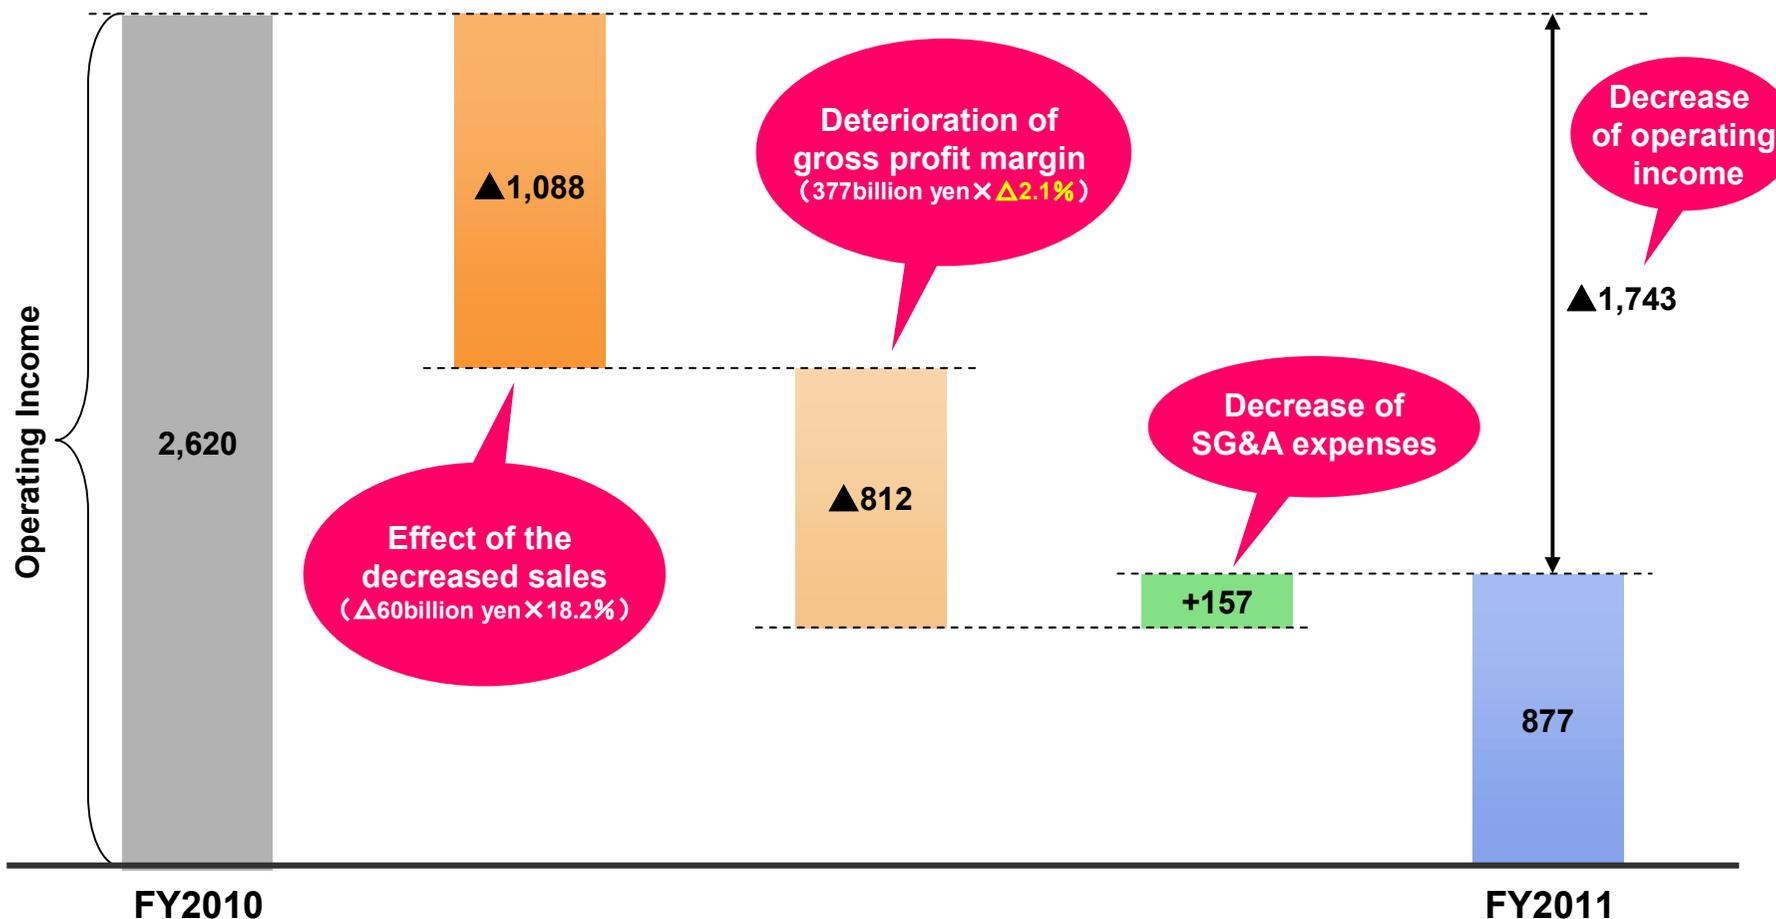 Operating Income
2,620
▲1,088
Effect of the
decreased sales
(△60billion yen×18.2%)
Deterioration of
gross profit margin
(377billion yen×△2.1%)
▲812
Decrease of
SG&A expenses
+157
Decrease
of operating
income
▲1,743
877
FY2010
FY2011